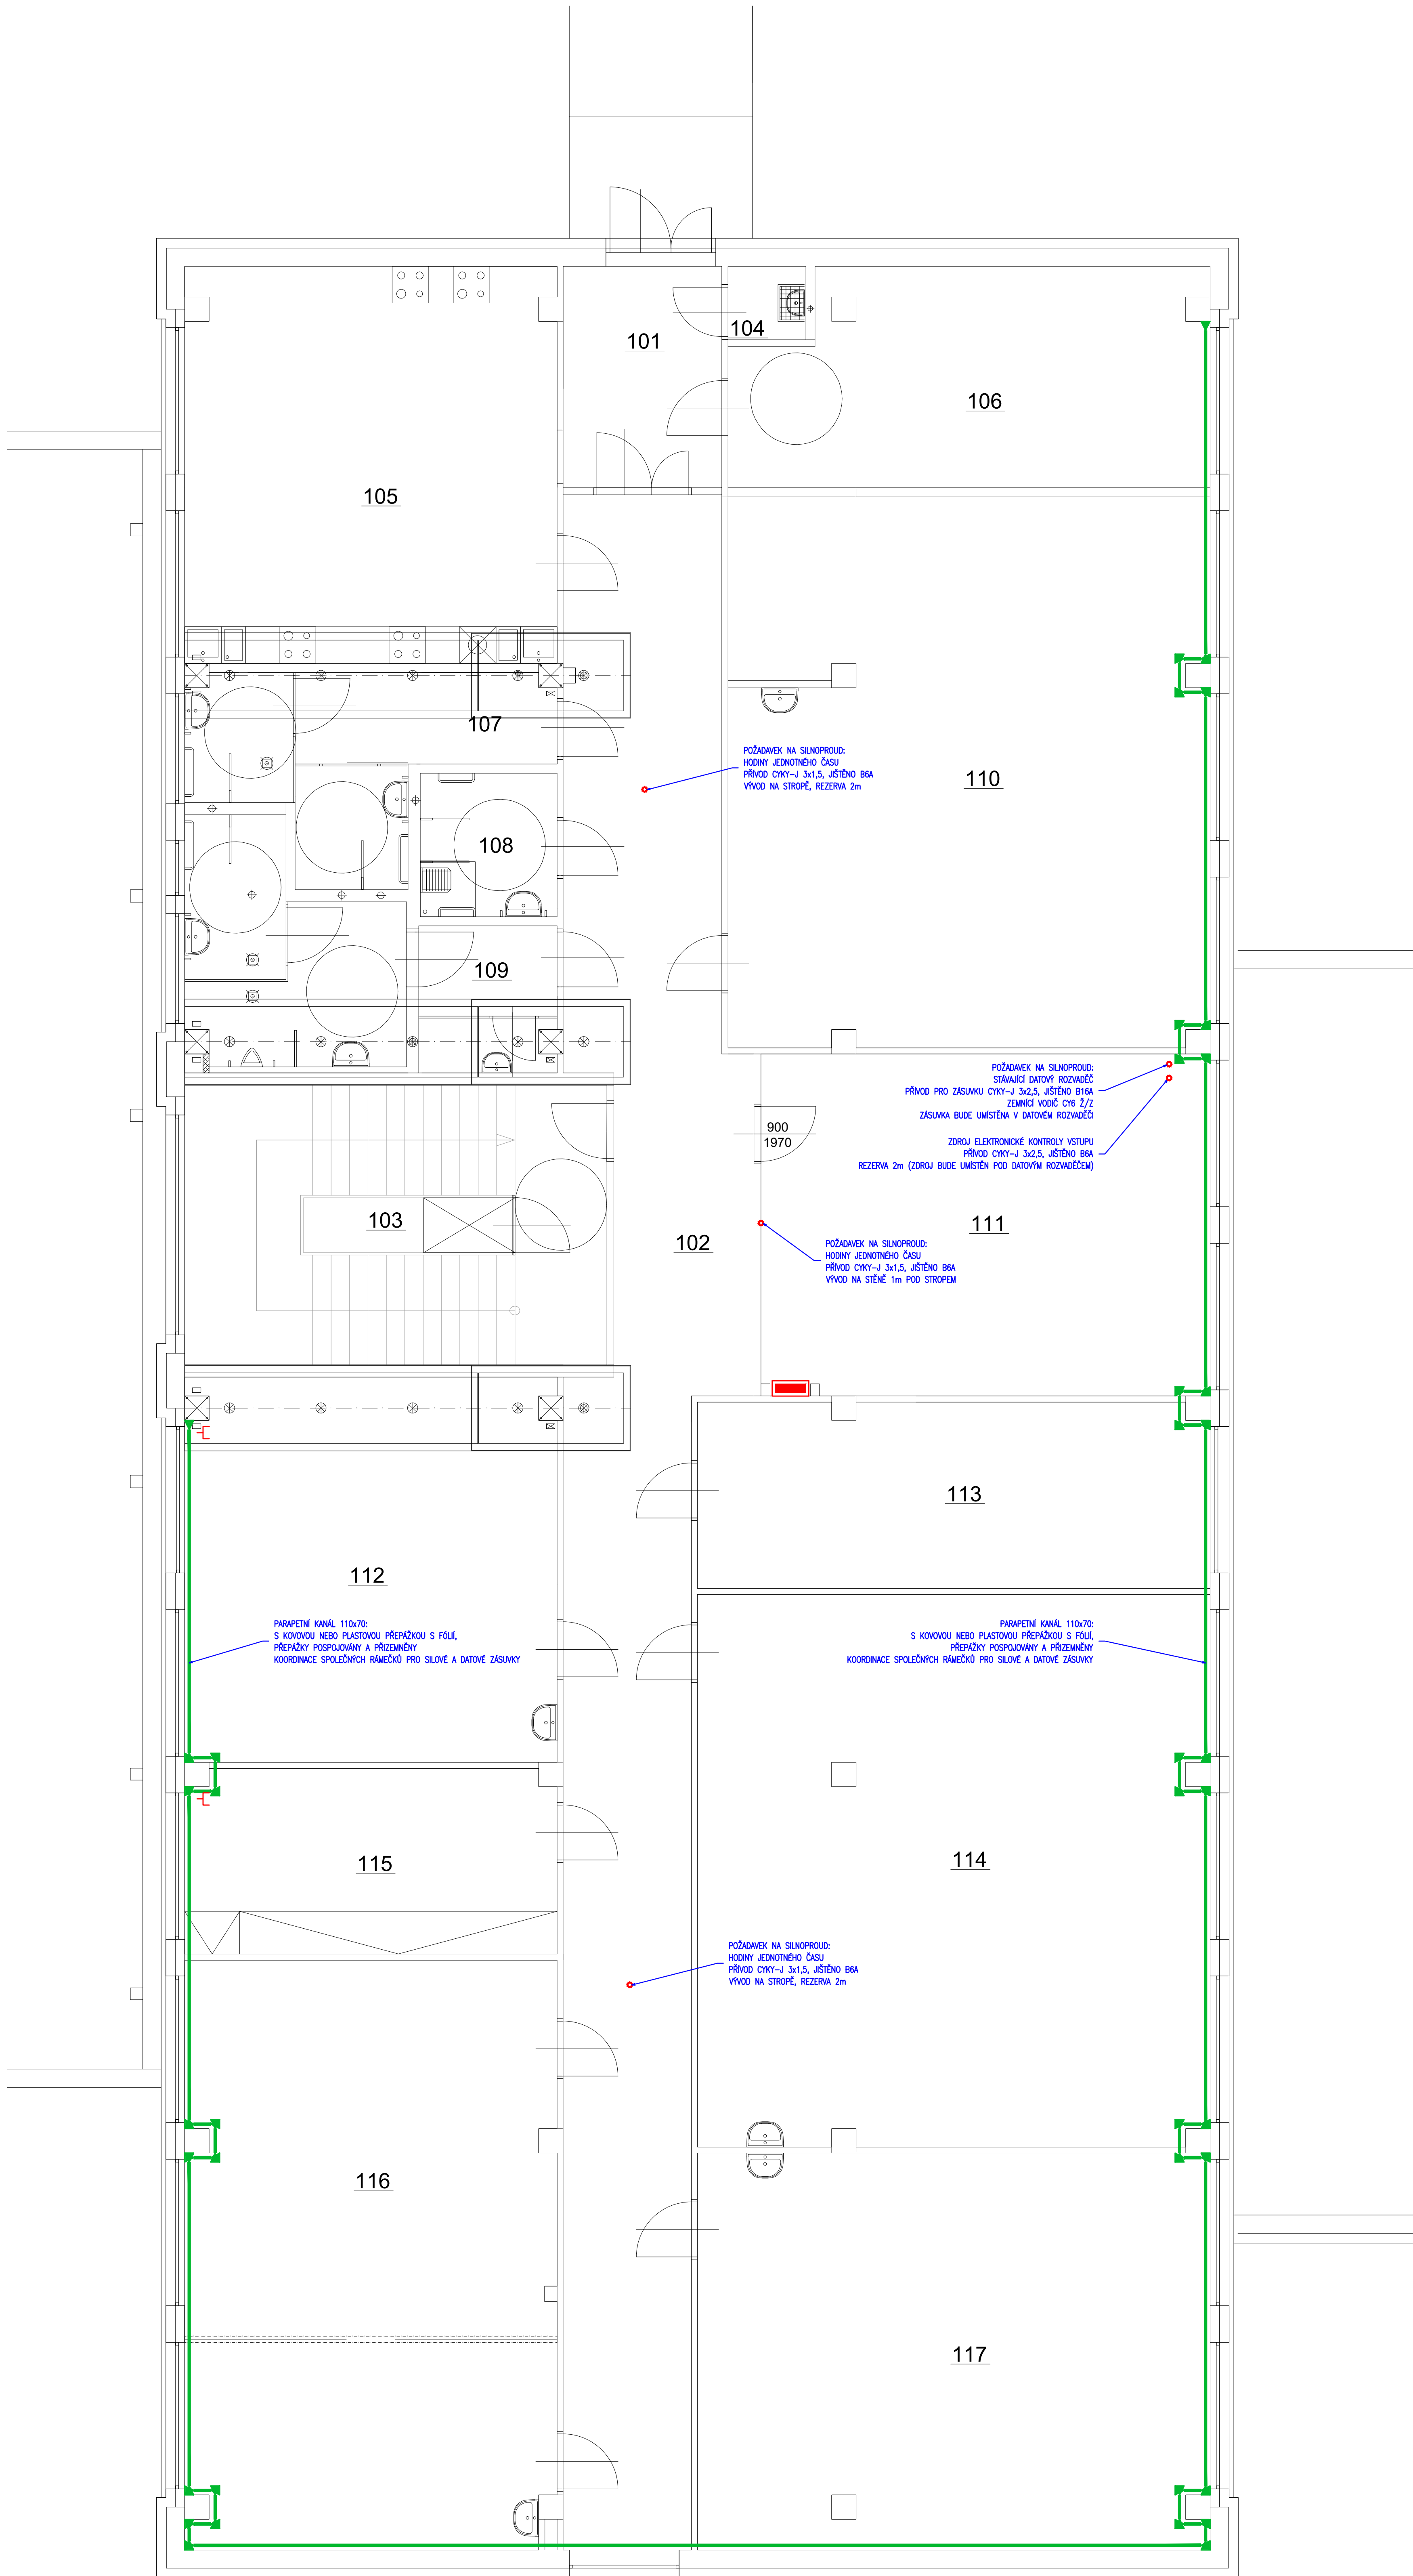 101
104
106
105
107
POŽADAVEK NA SILNOPROUD:
HODINY JEDNOTNÉHO ČASU
PŘÍVOD CYKY-J 3x1,5, JIŠTĚNO B6A
VÝVOD NA STROPĚ, REZERVA 2m
110
108
109
POŽADAVEK NA SILNOPROUD:
STÁVAJÍCÍ DATOVÝ ROZVADĚČ
PŘÍVOD PRO ZÁSUVKU CYKY-J 3x2,5, JIŠTĚNO B16A
ZEMNÍCÍ VODIČ CY6 Ž/Z
ZÁSUVKA BUDE UMÍSTĚNA V DATOVÉM ROZVADĚČI
900
1970
ZDROJ ELEKTRONICKÉ KONTROLY VSTUPU
PŘÍVOD CYKY-J 3x2,5, JIŠTĚNO B6A
REZERVA 2m (ZDROJ BUDE UMÍSTĚN POD DATOVÝM ROZVADĚČEM)
103
102
111
POŽADAVEK NA SILNOPROUD:
HODINY JEDNOTNÉHO ČASU
PŘÍVOD CYKY-J 3x1,5, JIŠTĚNO B6A
VÝVOD NA STĚNĚ 1m POD STROPEM
113
112
PARAPETNÍ KANÁL 110x70:
S KOVOVOU NEBO PLASTOVOU PŘEPÁŽKOU S FÓLIÍ,
PŘEPÁŽKY POSPOJOVÁNY A PŘIZEMNĚNY
KOORDINACE SPOLEČNÝCH RÁMEČKŮ PRO SILOVÉ A DATOVÉ ZÁSUVKY
PARAPETNÍ KANÁL 110x70:
S KOVOVOU NEBO PLASTOVOU PŘEPÁŽKOU S FÓLIÍ,
PŘEPÁŽKY POSPOJOVÁNY A PŘIZEMNĚNY
KOORDINACE SPOLEČNÝCH RÁMEČKŮ PRO SILOVÉ A DATOVÉ ZÁSUVKY
115
114
POŽADAVEK NA SILNOPROUD:
HODINY JEDNOTNÉHO ČASU
PŘÍVOD CYKY-J 3x1,5, JIŠTĚNO B6A
VÝVOD NA STROPĚ, REZERVA 2m
116
117